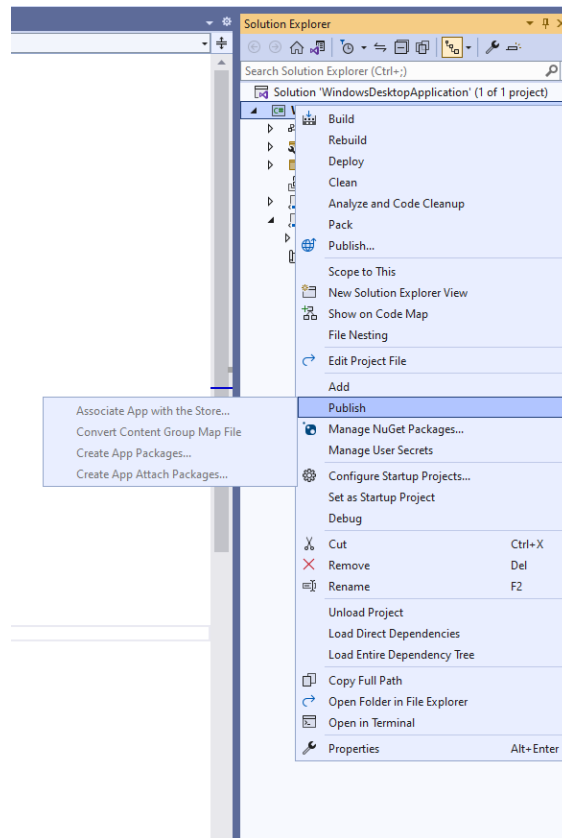 Solution Explorer
Search Solution Explorer (Ctrl+;)
Solution 'WindowsDesktopApplication' (1 of 1 project)
Build
Rebuild
Deploy
Clean
Analyze and Code Cleanup
Pack
Publish...
Scope to This
New Solution Explorer View
Show on Code Map
File Nesting
Edit Project File
Add
Publish
Associate App with the Store...
Convert Content Group Map File
Create App Packages...
Create App Attach Packages...
Manage NuGet Packages...
Manage User Secrets
Configure Startup Projects...
Set as Startup Project
Debug
Cut Ctrl+X
Remove Del
Rename F2
Unload Project
Load Direct Dependencies
Load Entire Dependency Tree
Copy Full Path
Open Folder in File Explorer
Open in Terminal
Properties Alt+Enter